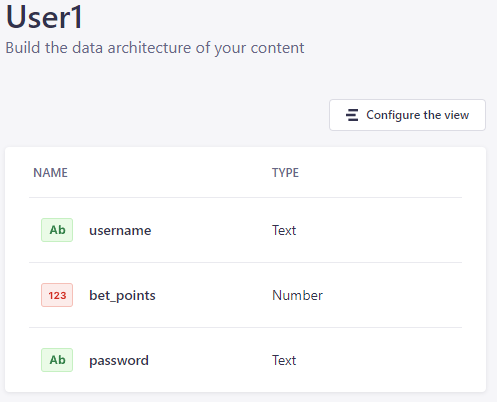 User1
Build the data architecture of your content
Configure the view
NAME TYPE
Ab username Text
123 bet_points Number
Ab password Text